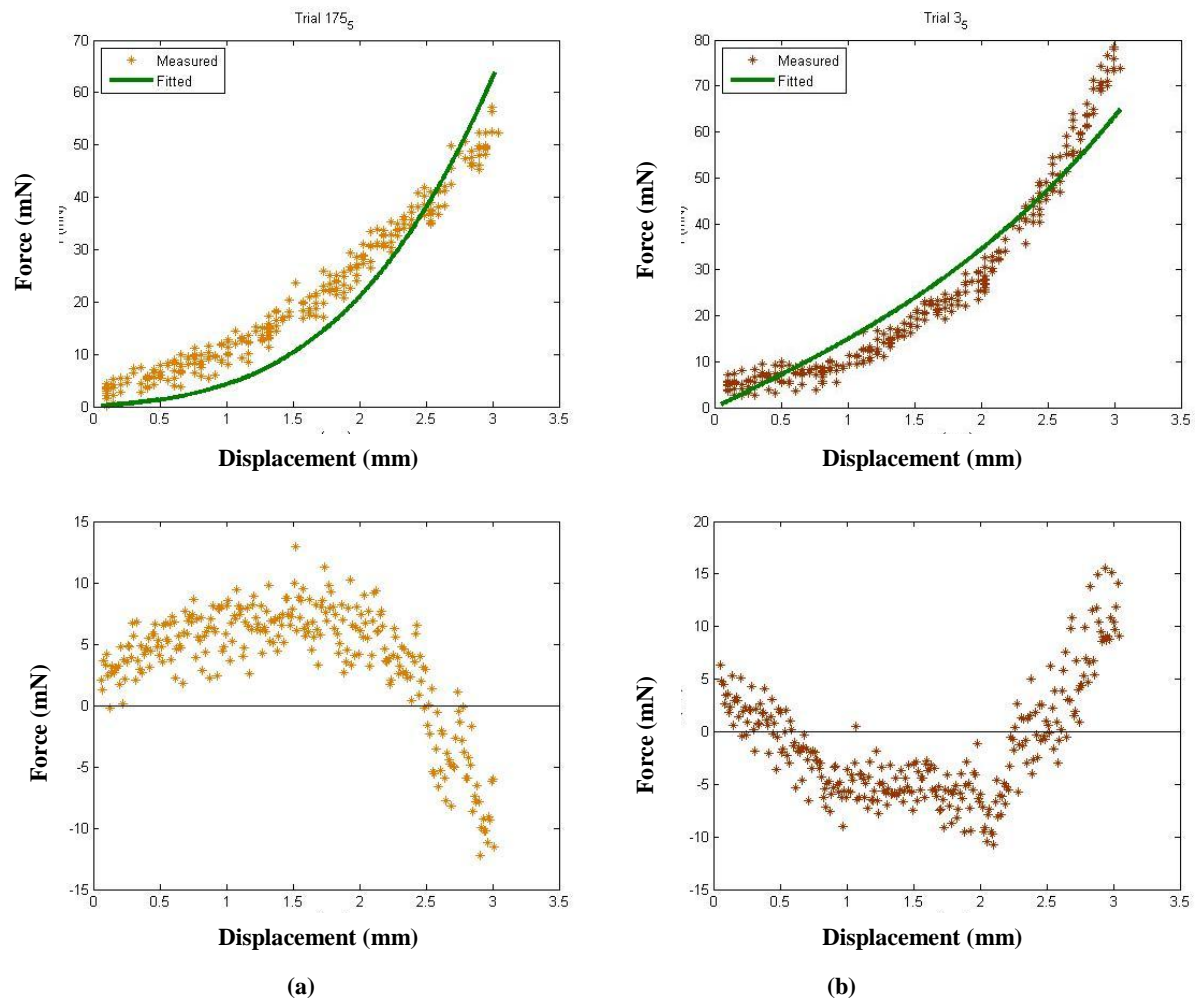 Trial 175₅
70
60
50
40
30
20
10
0
Measured
Fitted
Force (mN)
0 0.5 1 1.5 2 2.5 3 3.5
Displacement (mm)
Trial 3₅
80
70
60
50
40
30
20
10
0
Measured
Fitted
Force (mN)
0 0.5 1 1.5 2 2.5 3 3.5
Displacement (mm)
15
10
5
0
-5
-10
-15
Force (mN)
0 0.5 1 1.5 2 2.5 3 3.5
Displacement (mm)
(a)
20
15
10
5
0
-5
-10
-15
Force (mN)
0 0.5 1 1.5 2 2.5 3 3.5
Displacement (mm)
(b)